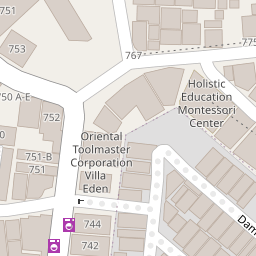 751
753
767
775
750 A-E
752
Holistic
Education
Montessori
Center
Oriental
Toolmaster
Corporation
Villa
Eden
751-B
751
744
742
Dam